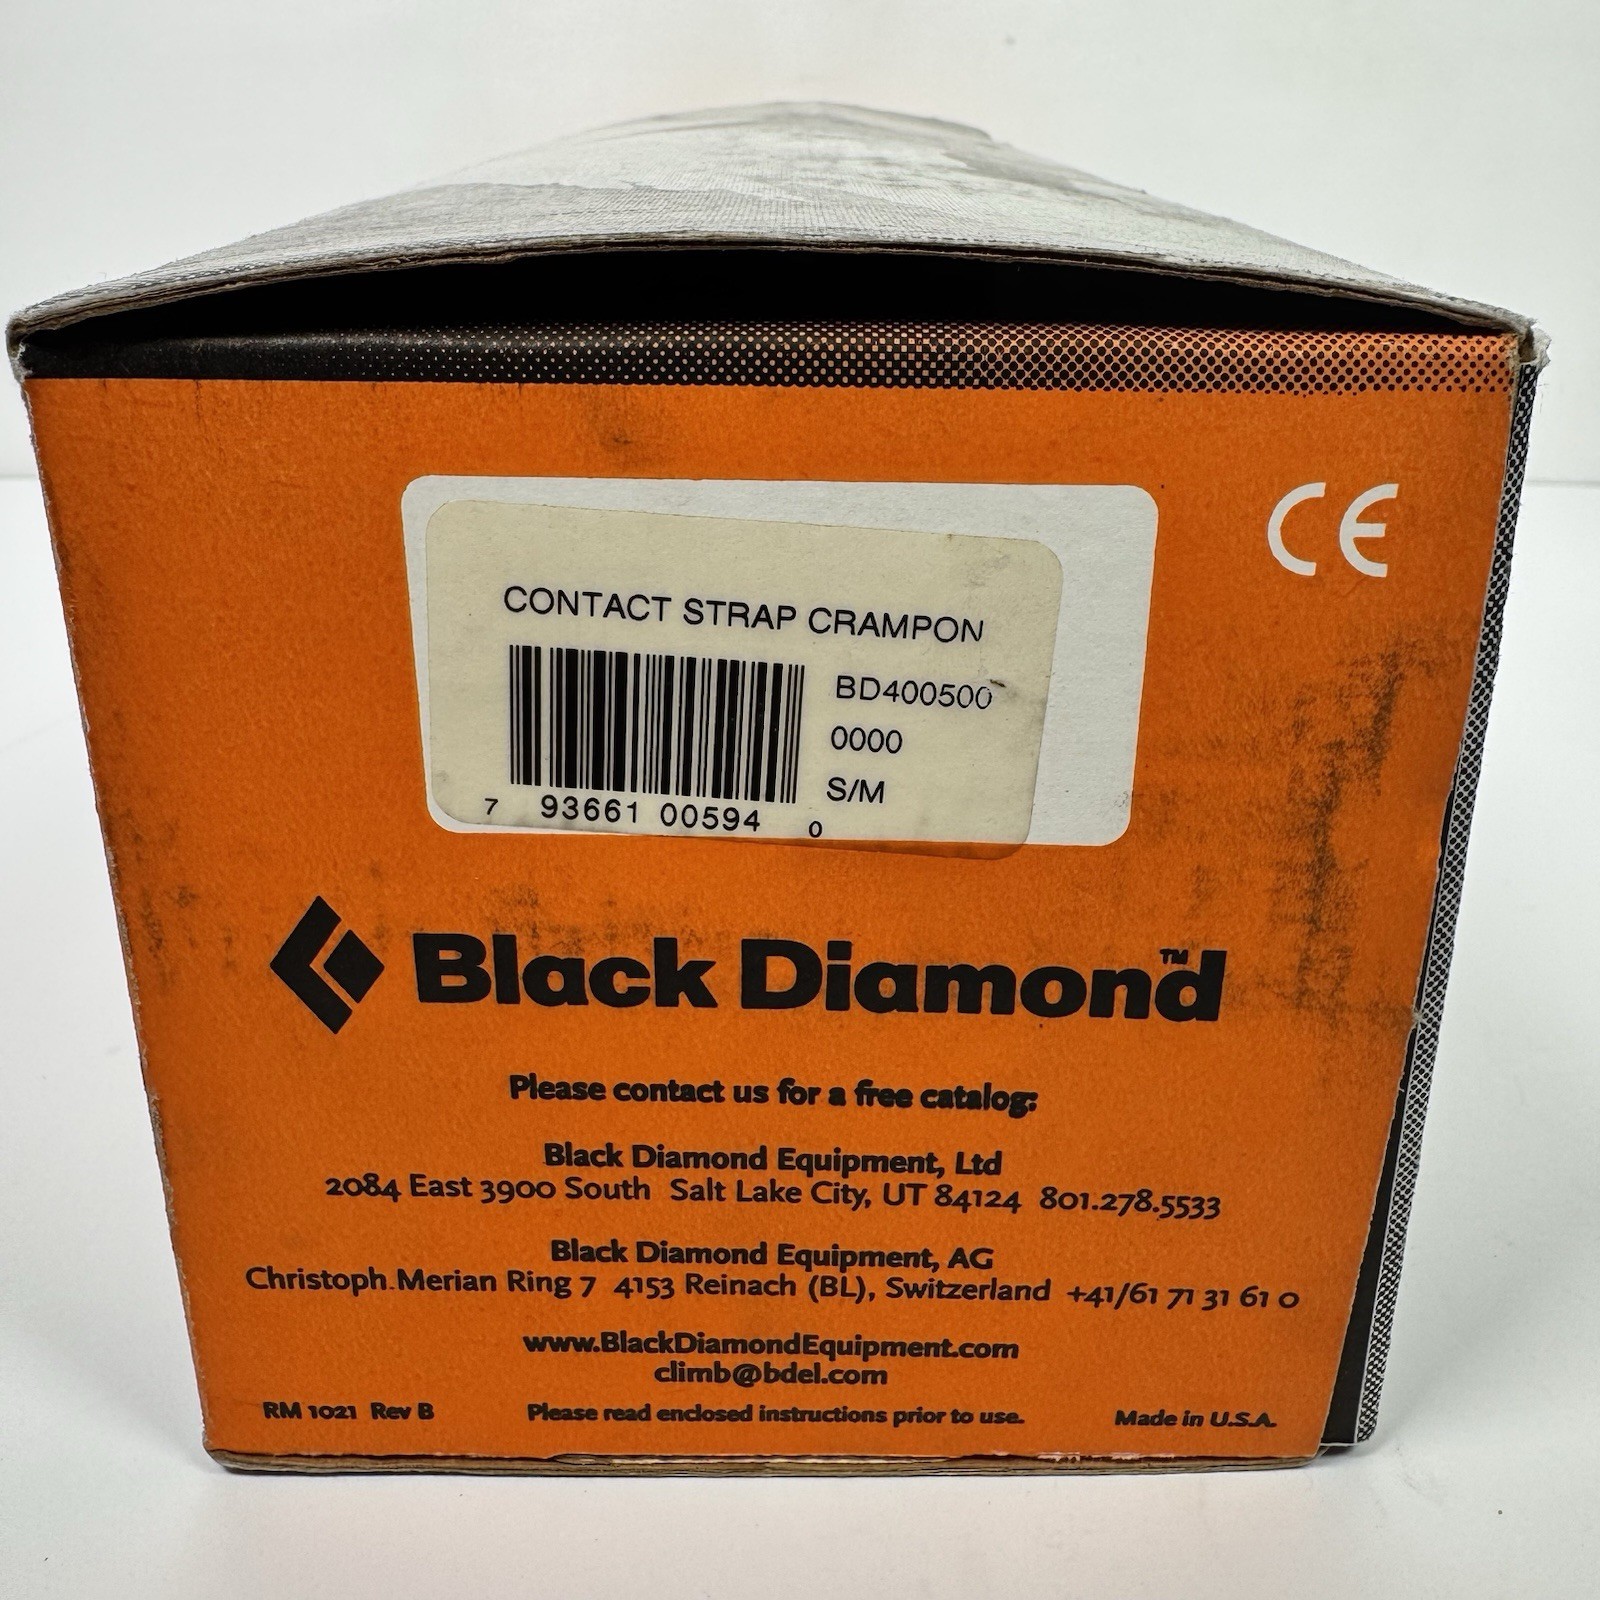 CE
CONTACT STRAP CRAMPON
BD400500
0000
S/M
7 93661 00594 0
Black Diamond™
Please contact us for a free catalog:
Black Diamond Equipment, Ltd
2084 East 3900 South Salt Lake City, UT 84124 801.278.5533
Black Diamond Equipment, AG
Christoph Merian Ring 7 4153 Reinach (BL), Switzerland +41/61 71 31 61 0
www.BlackDiamondEquipment.com
climb@bdel.com
RM 1021 Rev B Please read enclosed instructions prior to use. Made in U.S.A.